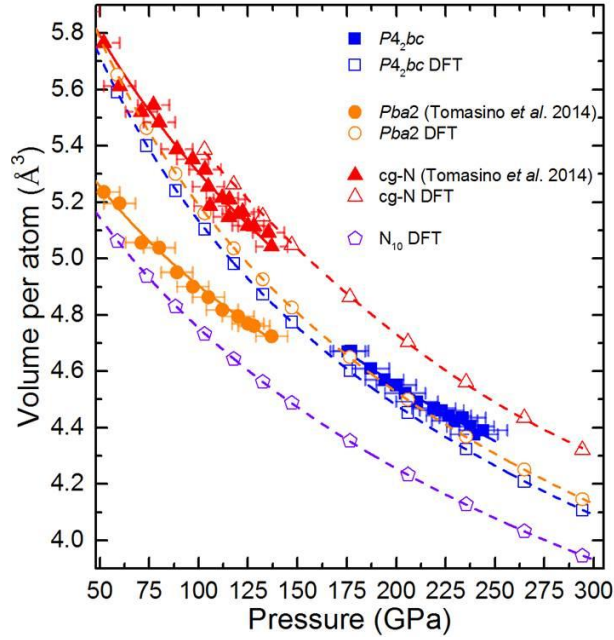 P4₂bc
P4₂bc DFT
Pba2 (Tomasino et al. 2014)
Pba2 DFT
cg-N (Tomasino et al. 2014)
cg-N DFT
N₁₀ DFT
Volume per atom (Å³)
5.8
5.6
5.4
5.2
5.0
4.8
4.6
4.4
4.2
4.0
50 75 100 125 150 175 200 225 250 275 300
Pressure (GPa)